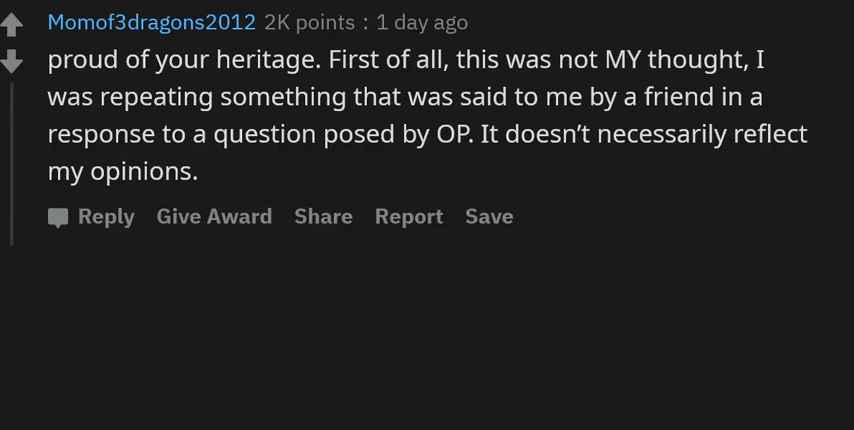 Momof3dragons2012 2K points : 1 day ago
proud of your heritage. First of all, this was not MY thought, I
was repeating something that was said to me by a friend in a
response to a question posed by OP. It doesn’t necessarily reflect
my opinions.
Reply Give Award Share Report Save